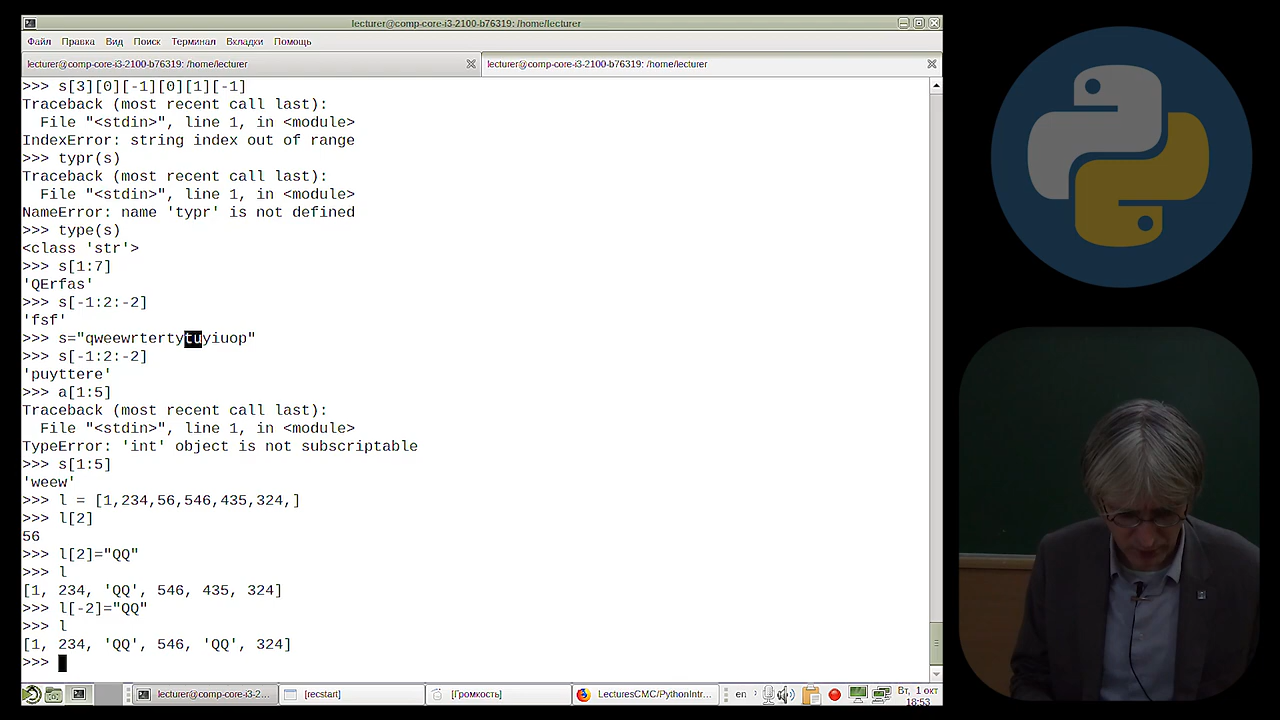 lecturer@comp-core-i3-2100-b76319: /home/lecturer
Файл Правка Вид Поиск Терминал Вкладки Помощь
lecturer@comp-core-i3-2100-b76319: /home/lecturer
lecturer@comp-core-i3-2100-b76319: /home/lecturer
>>> s[3][0][-1][0][1][-1]
Traceback (most recent call last):
  File "<stdin>", line 1, in <module>
IndexError: string index out of range
>>> typr(s)
Traceback (most recent call last):
  File "<stdin>", line 1, in <module>
NameError: name 'typr' is not defined
>>> type(s)
<class 'str'>
>>> s[1:7]
'QErfas'
>>> s[-1:2:-2]
'fsf'
>>> s="qweewrtertytuyiuop"
>>> s[-1:2:-2]
'puyttere'
>>> a[1:5]
Traceback (most recent call last):
  File "<stdin>", line 1, in <module>
TypeError: 'int' object is not subscriptable
>>> s[1:5]
'weew'
>>> l = [1,234,56,546,435,324,]
>>> l[2]
56
>>> l[2]="QQ"
>>> l
[1, 234, 'QQ', 546, 435, 324]
>>> l[-2]="QQ"
>>> l
[1, 234, 'QQ', 546, 'QQ', 324]
>>>
lecturer@comp-core-i3-2... [recstart] [Громкость] LecturesCMC/PythonIntr... en Вт, 1 окт
18:53